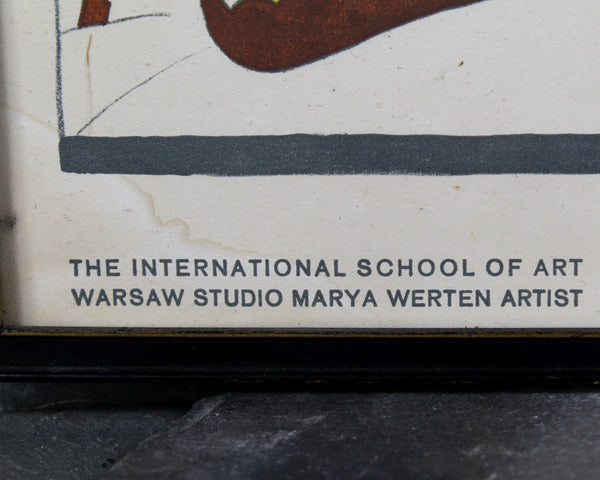 THE INTERNATIONAL SCHOOL OF ART
WARSAW STUDIO MARYA WERTEN ARTIST